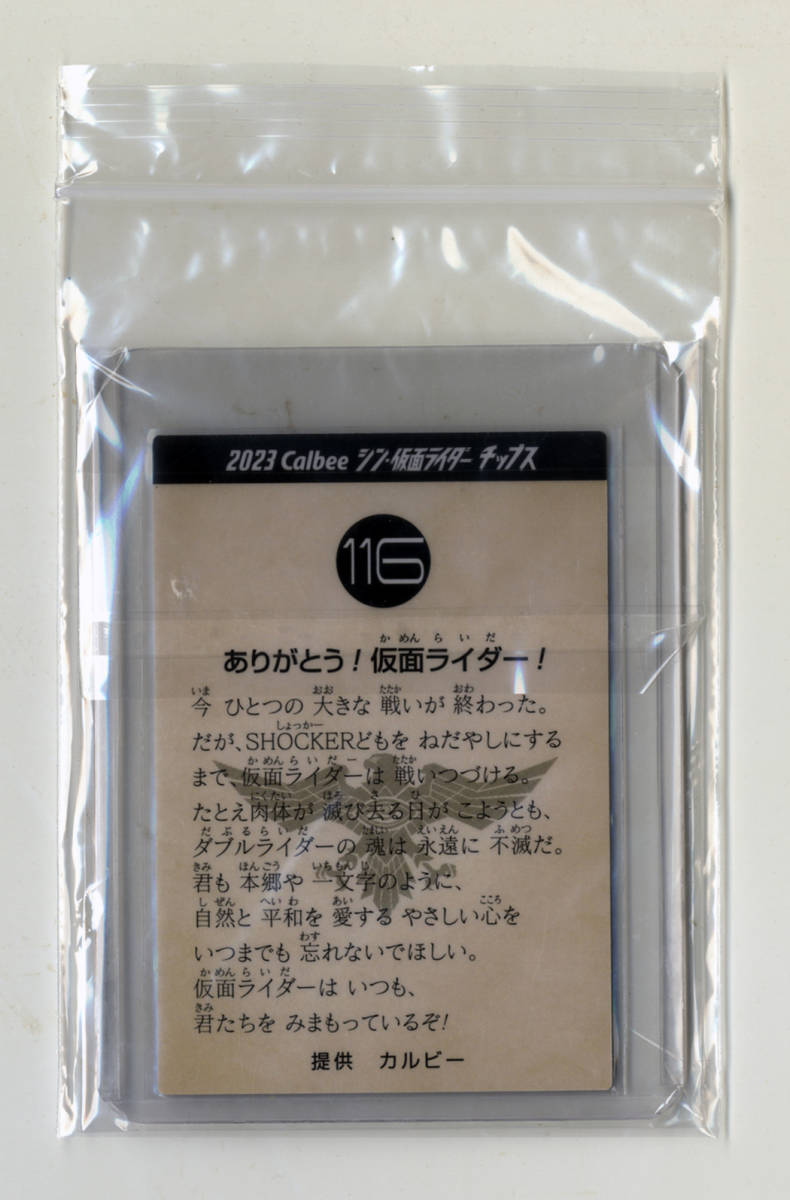 2023 Calbee シン・仮面ライダー チップス
116
ありがとう！仮面ライダー！
今 ひとつの 大きな 戦いが 終わった。
だが、SHOCKERどもを ねだやしにする
まで、仮面ライダーは 戦いつづける。
たとえ肉体が 滅び去る日が こようとも、
ダブルライダーの 魂は 永遠に 不滅だ。
君も 本郷や 一文字のように、
自然と 平和を 愛する やさしい心を
いつまでも 忘れないでほしい。
仮面ライダーは いつも、
君たちを みまもっているぞ！
提供　カルビー